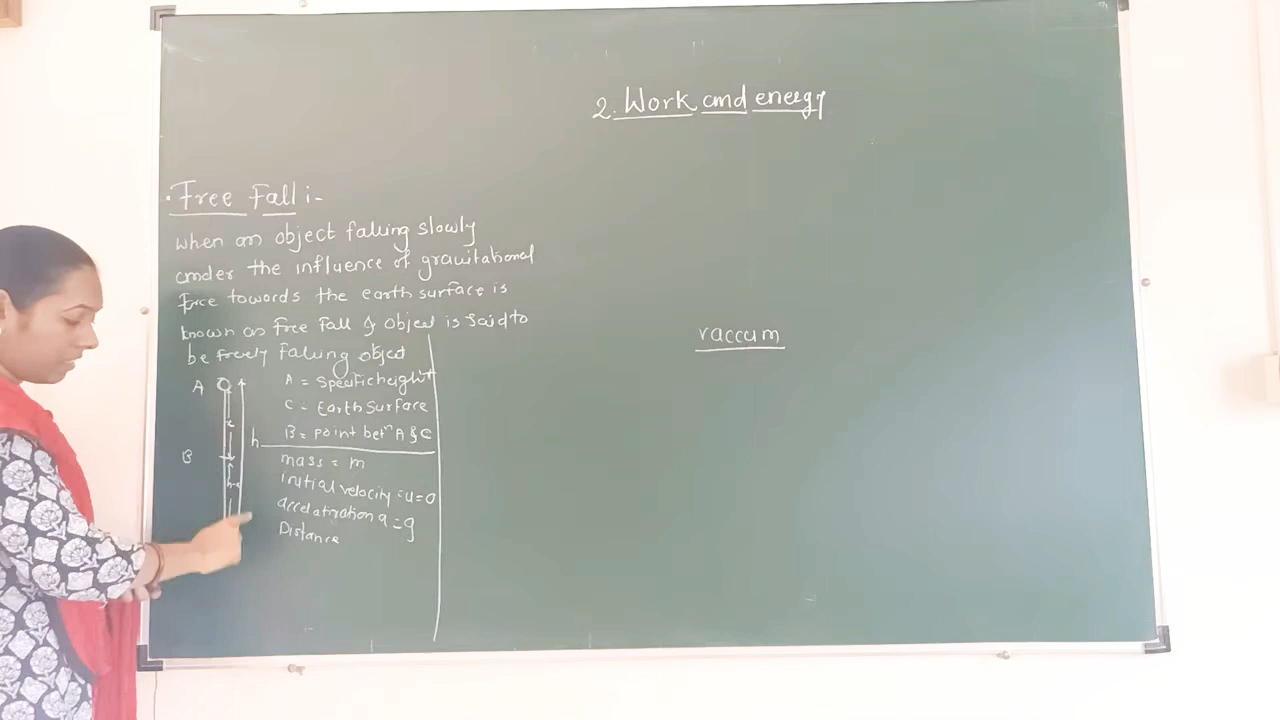 2. Work and energy
. Free Fall :-
when an object falling slowly
under the influence of gravitational
Force towards the earth surface is
known as free Fall & object is said to
be freely Falling object
vaccum
A
A = Specific height
x
C = Earth Surface
h
B = point betn A & C
B
mass = m
h-x
initial velocity = u = 0
accelatration a = g
Distance